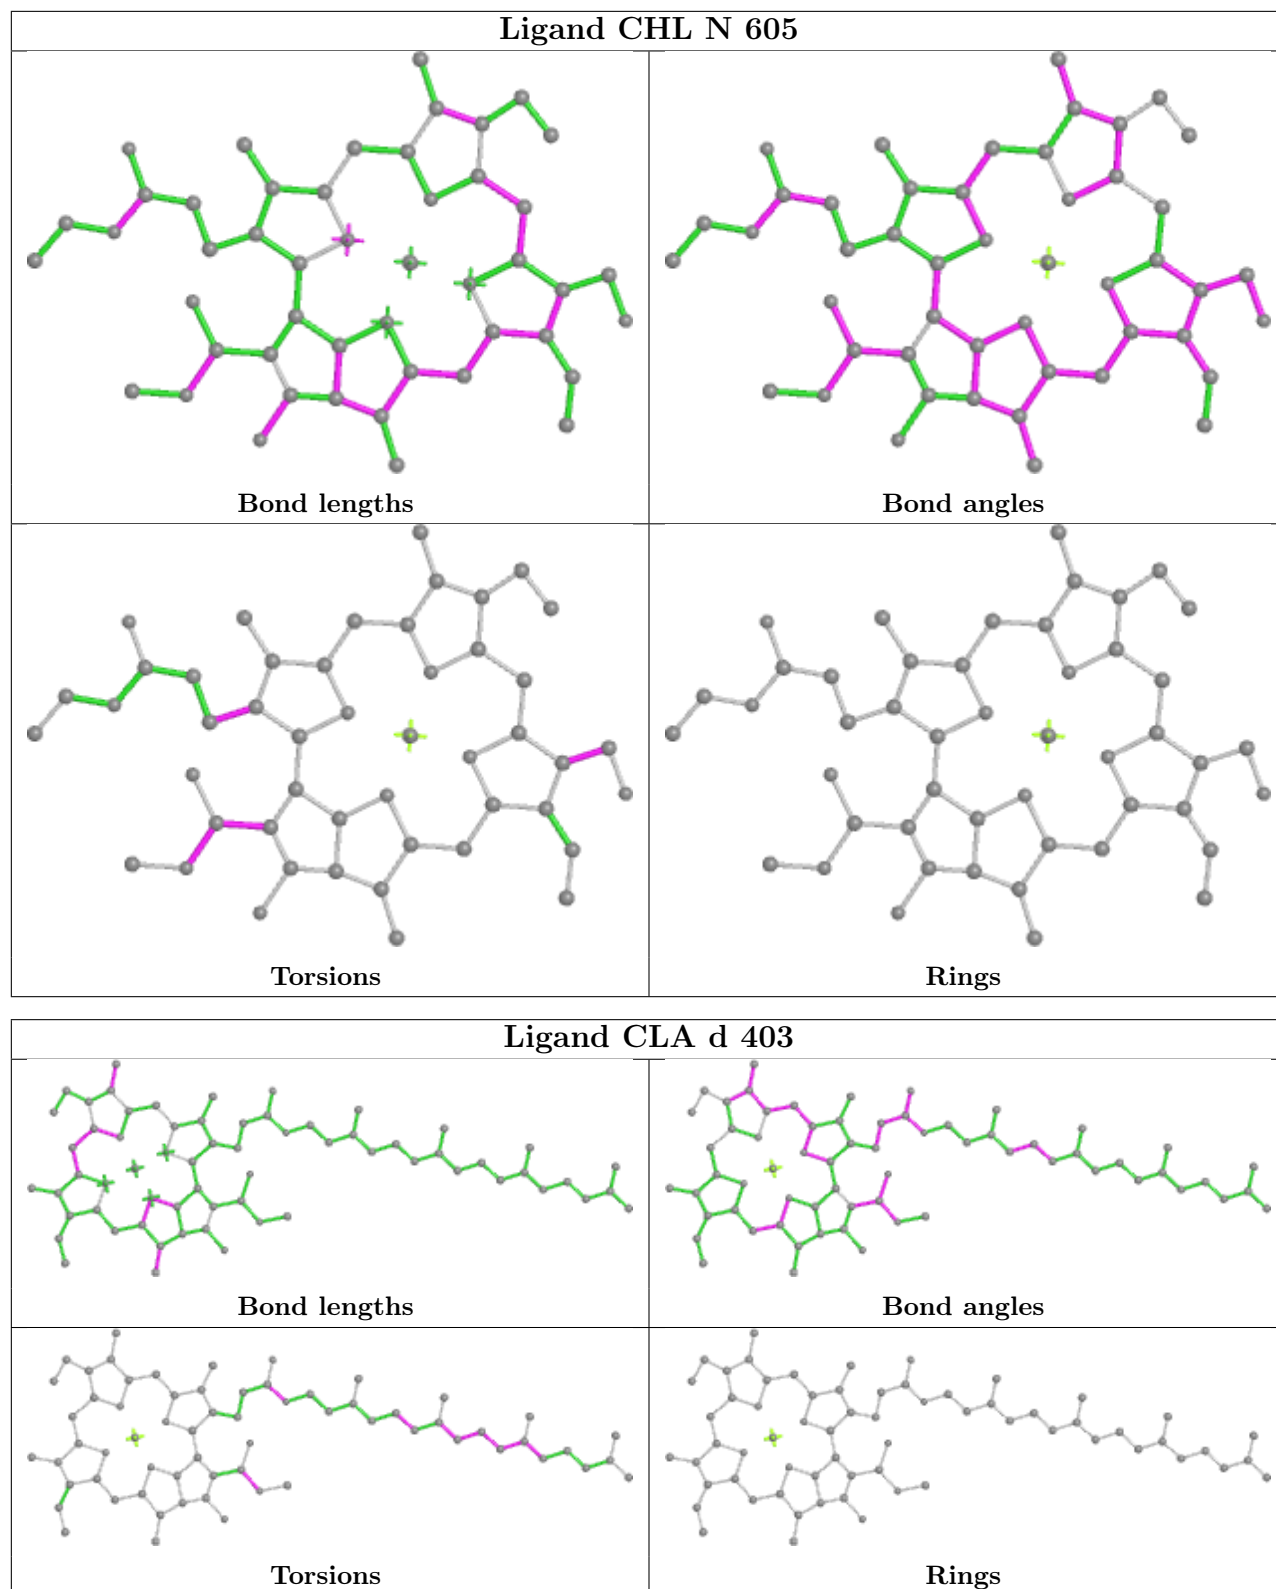 Ligand CHL N 605
Bond lengths
Bond angles
Torsions
Rings
Ligand CLA d 403
Bond lengths
Bond angles
Torsions
Rings